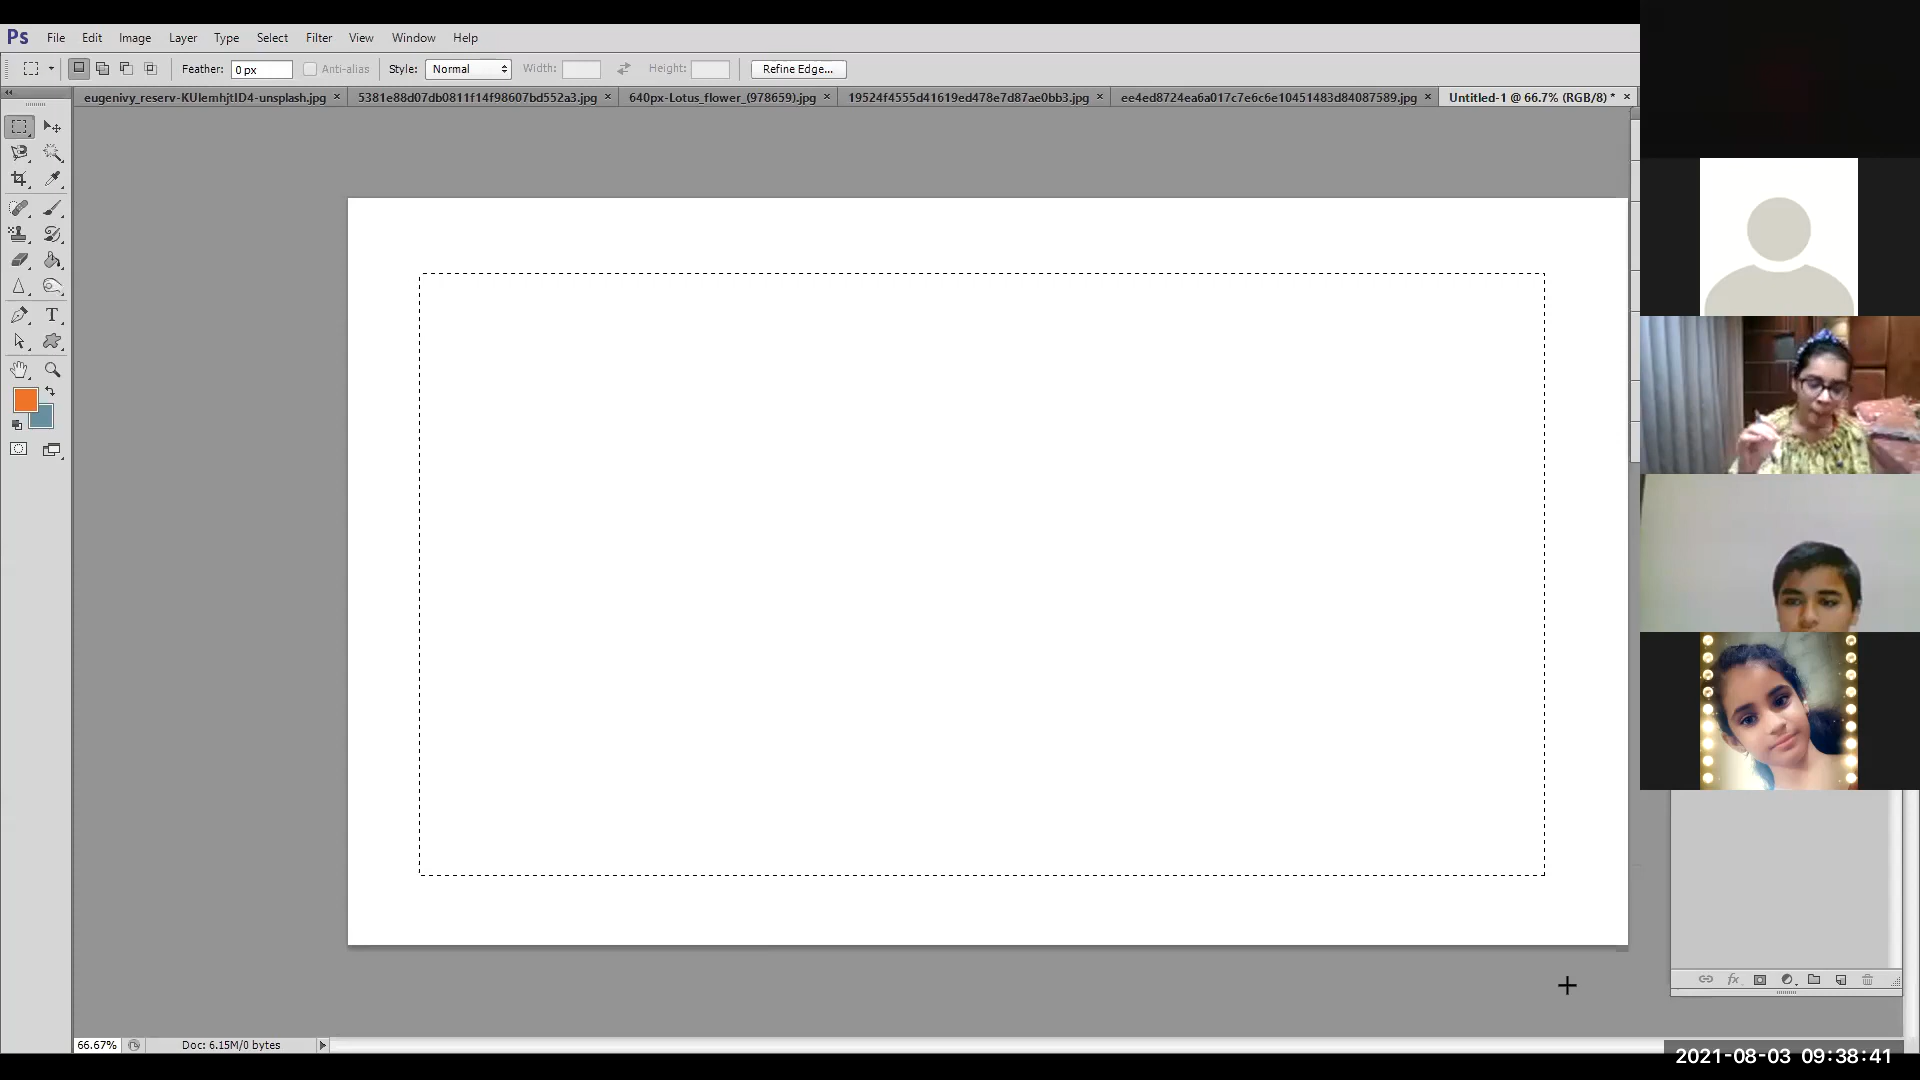 Ps File Edit Image Layer Type Select Filter View Window Help
Feather: 0 px Anti-alias Style: Normal Width: Height: Refine Edge...
eugenivy_reserv-KUlemhjtID4-unsplash.jpg × 5381e88d07db0811f14f98607bd552a3.jpg × 640px-Lotus_flower_(978659).jpg × 19524f4555d41619ed478e7d87ae0bb3.jpg × ee4ed8724ea6a017c7e6c6e10451483d84087589.jpg × Untitled-1 @ 66.7% (RGB/8) * ×
T
fx
66.67% Doc: 6.15M/0 bytes
2021-08-03 09:38:41